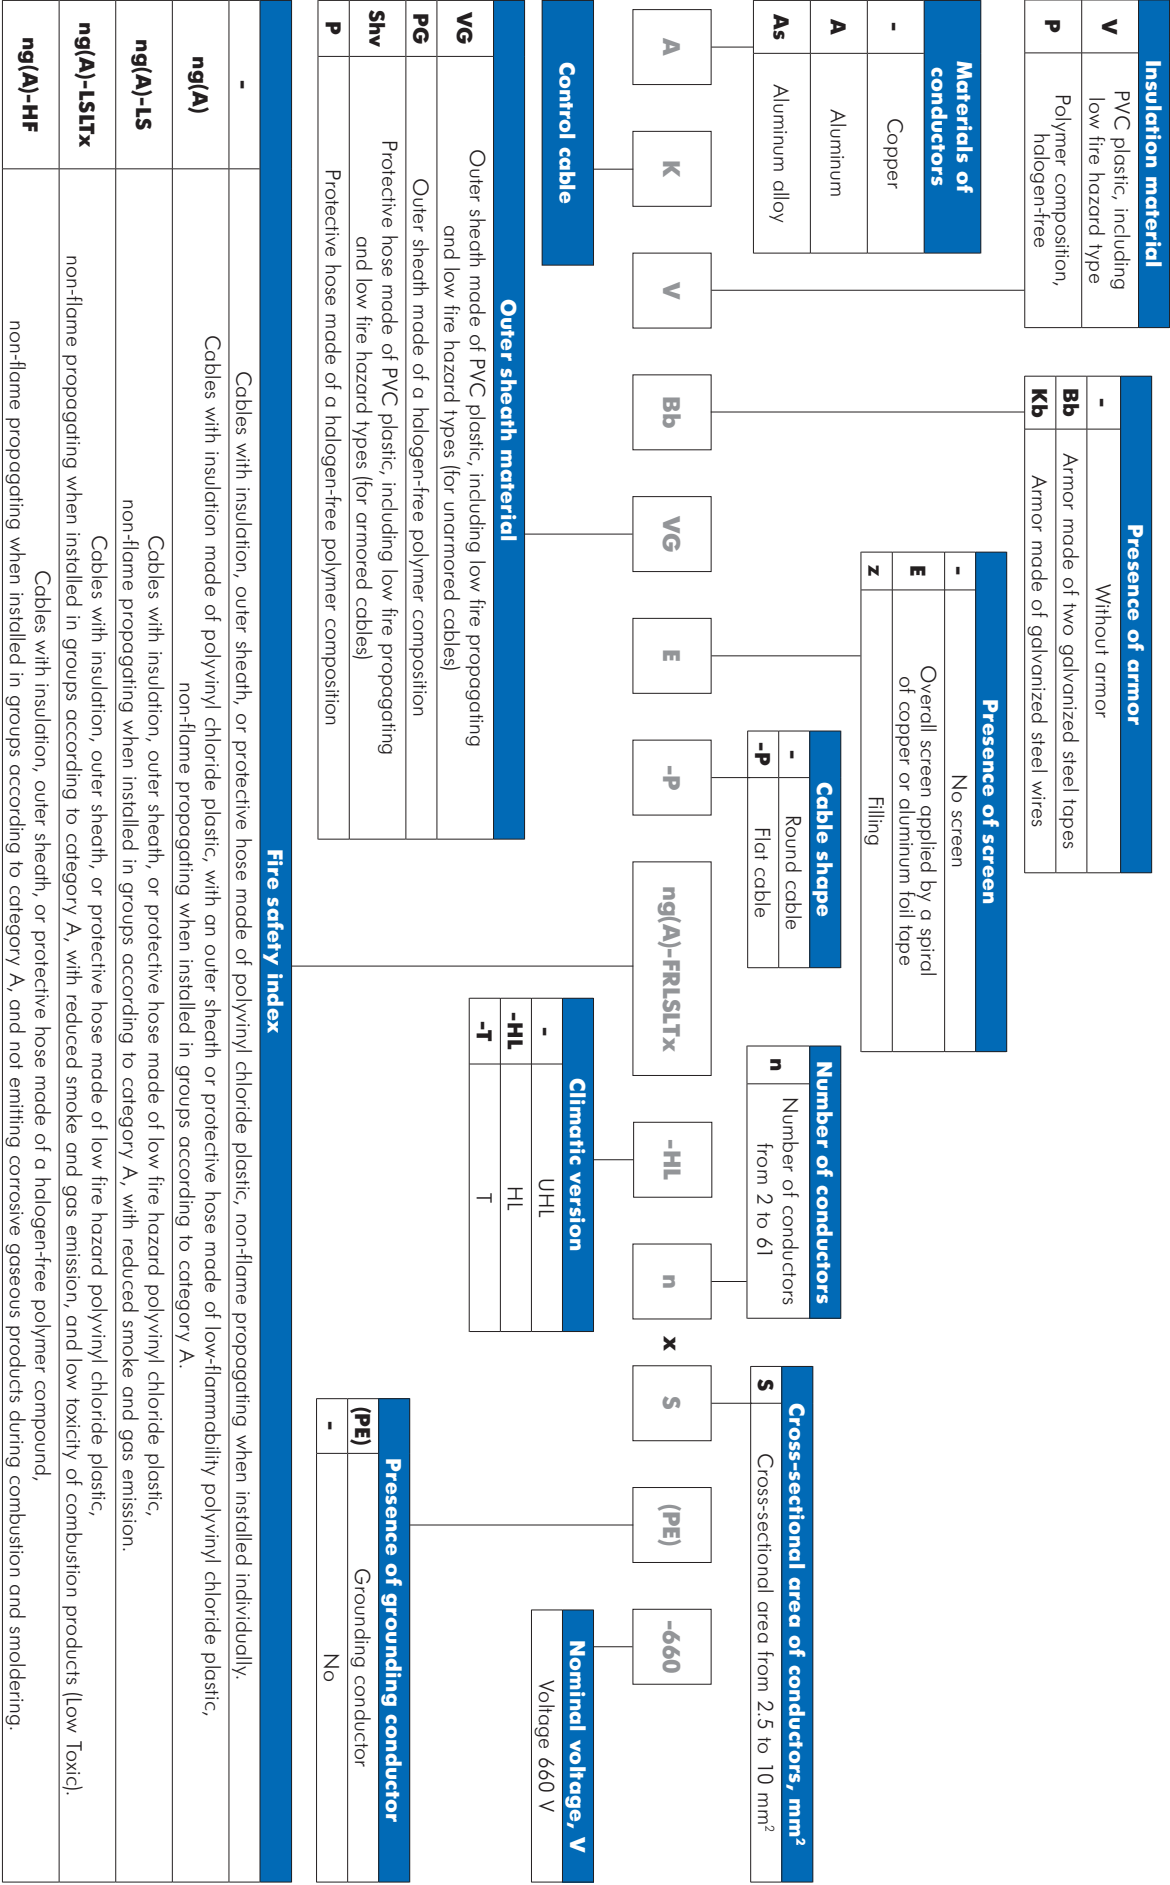 Insulation material
V
PVC plastic, including
low fire hazard type
P
Polymer composition,
halogen-free
Presence of armor
-
Without armor
Bb
Armor made of two galvanized steel tapes
Kb
Armor made of galvanized steel wires
Materials of
conductors
-
Copper
A
Aluminum
As
Aluminum alloy
Presence of screen
-
No screen
E
Overall screen applied by a spiral
of copper or aluminum foil tape
z
Filling
Cable shape
-
Round cable
-P
Flat cable
Number of conductors
n
Number of conductors
from 2 to 61
Cross-sectional area of conductors, mm²
S
Cross-sectional area from 2.5 to 10 mm²
A K V Bb VG E -P ng(A)-FRLSLTx -HL n x S (PE) -660
Control cable
Outer sheath material
VG
Outer sheath made of PVC plastic, including low fire propagating
and low fire hazard types (for unarmored cables)
PG
Outer sheath made of a halogen-free polymer composition
Shv
Protective hose made of PVC plastic, including low fire propagating
and low fire hazard types (for armored cables)
P
Protective hose made of a halogen-free polymer composition
Climatic version
-
UHL
-HL
HL
-T
T
Nominal voltage, V
Voltage 660 V
Presence of grounding conductor
(PE)
Grounding conductor
-
No
Fire safety index
-
Cables with insulation, outer sheath, or protective hose made of polyvinyl chloride plastic, non-flame propagating when installed individually.
ng(A)
Cables with insulation made of polyvinyl chloride plastic, with an outer sheath or protective hose made of low-flammability polyvinyl chloride plastic,
non-flame propagating when installed in groups according to category A.
ng(A)-LS
Cables with insulation, outer sheath, or protective hose made of low fire hazard polyvinyl chloride plastic,
non-flame propagating when installed in groups according to category A, with reduced smoke and gas emission.
ng(A)-LSLTx
Cables with insulation, outer sheath, or protective hose made of low fire hazard polyvinyl chloride plastic,
non-flame propagating when installed in groups according to category A, with reduced smoke and gas emission, and low toxicity of combustion products (Low Toxic).
ng(A)-HF
Cables with insulation, outer sheath, or protective hose made of a halogen-free polymer compound,
non-flame propagating when installed in groups according to category A, and not emitting corrosive gaseous products during combustion and smoldering.